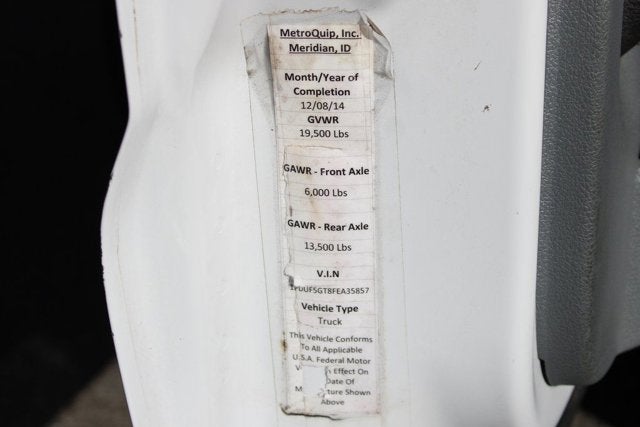 MetroQuip, Inc.
Meridian, ID
Month/Year of
Completion
12/08/14
GVWR
19,500 Lbs
GAWR - Front Axle
6,000 Lbs
GAWR - Rear Axle
13,500 Lbs
V.I.N
Vehicle Type
Truck
This Vehicle Conforms
To All Applicable
U.S.A. Federal Motor
Effect On
Date Of
Shown
Above